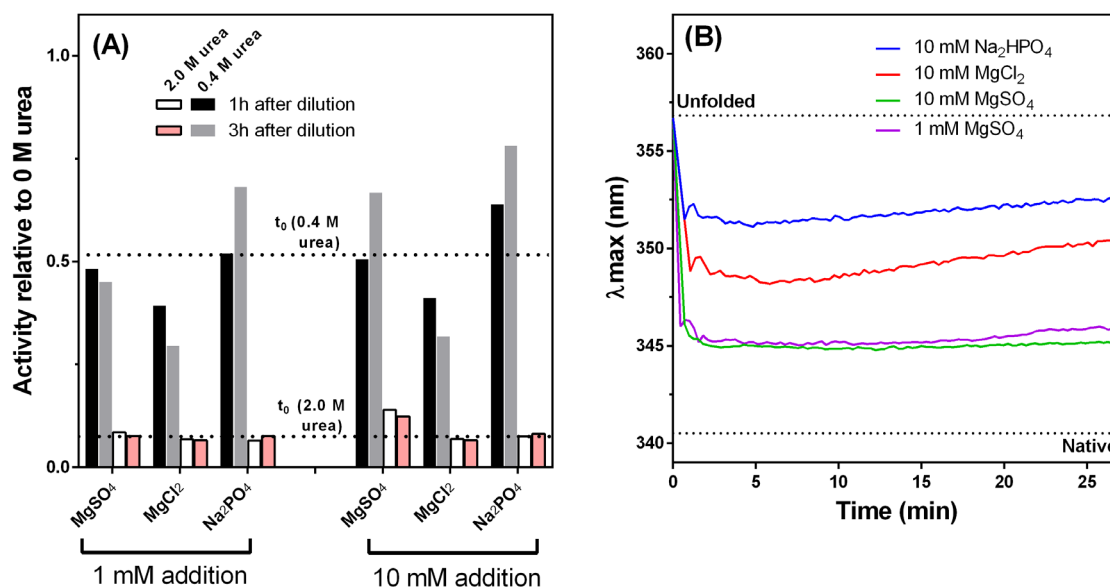 (A)
2.0 M urea
0.4 M urea
1h after dilution
3h after dilution
t₀ (0.4 M
urea)
t₀ (2.0 M
urea)
Activity relative to 0 M urea
1.0
0.5
0.0
MgSO₄
MgCl₂
Na₂PO₄
MgSO₄
MgCl₂
Na₂PO₄
1 mM addition
10 mM addition
(B)
10 mM Na₂HPO₄
10 mM MgCl₂
10 mM MgSO₄
1 mM MgSO₄
Unfolded
Native
λmax (nm)
360
355
350
345
340
0
5
10
15
20
25
Time (min)